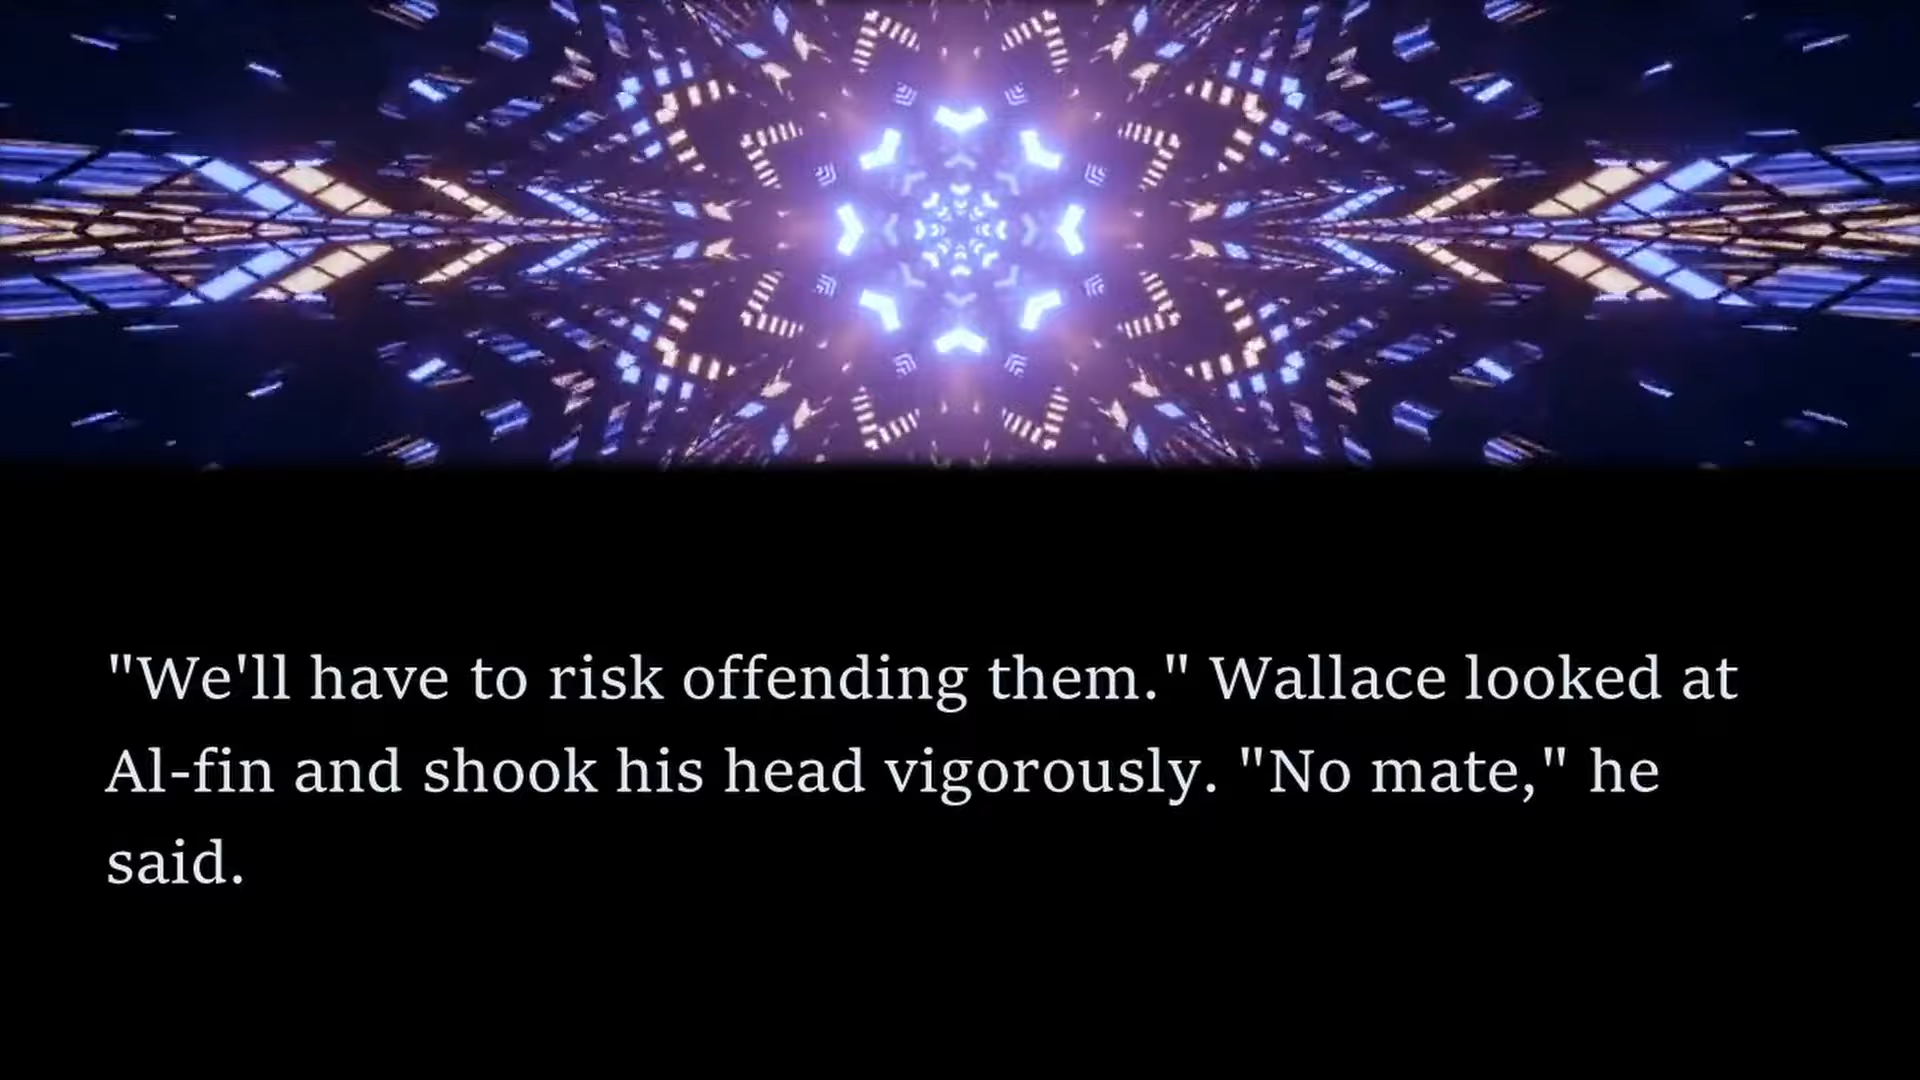 "We'll have to risk offending them." Wallace looked at
Al-fin and shook his head vigorously. "No mate," he
said.